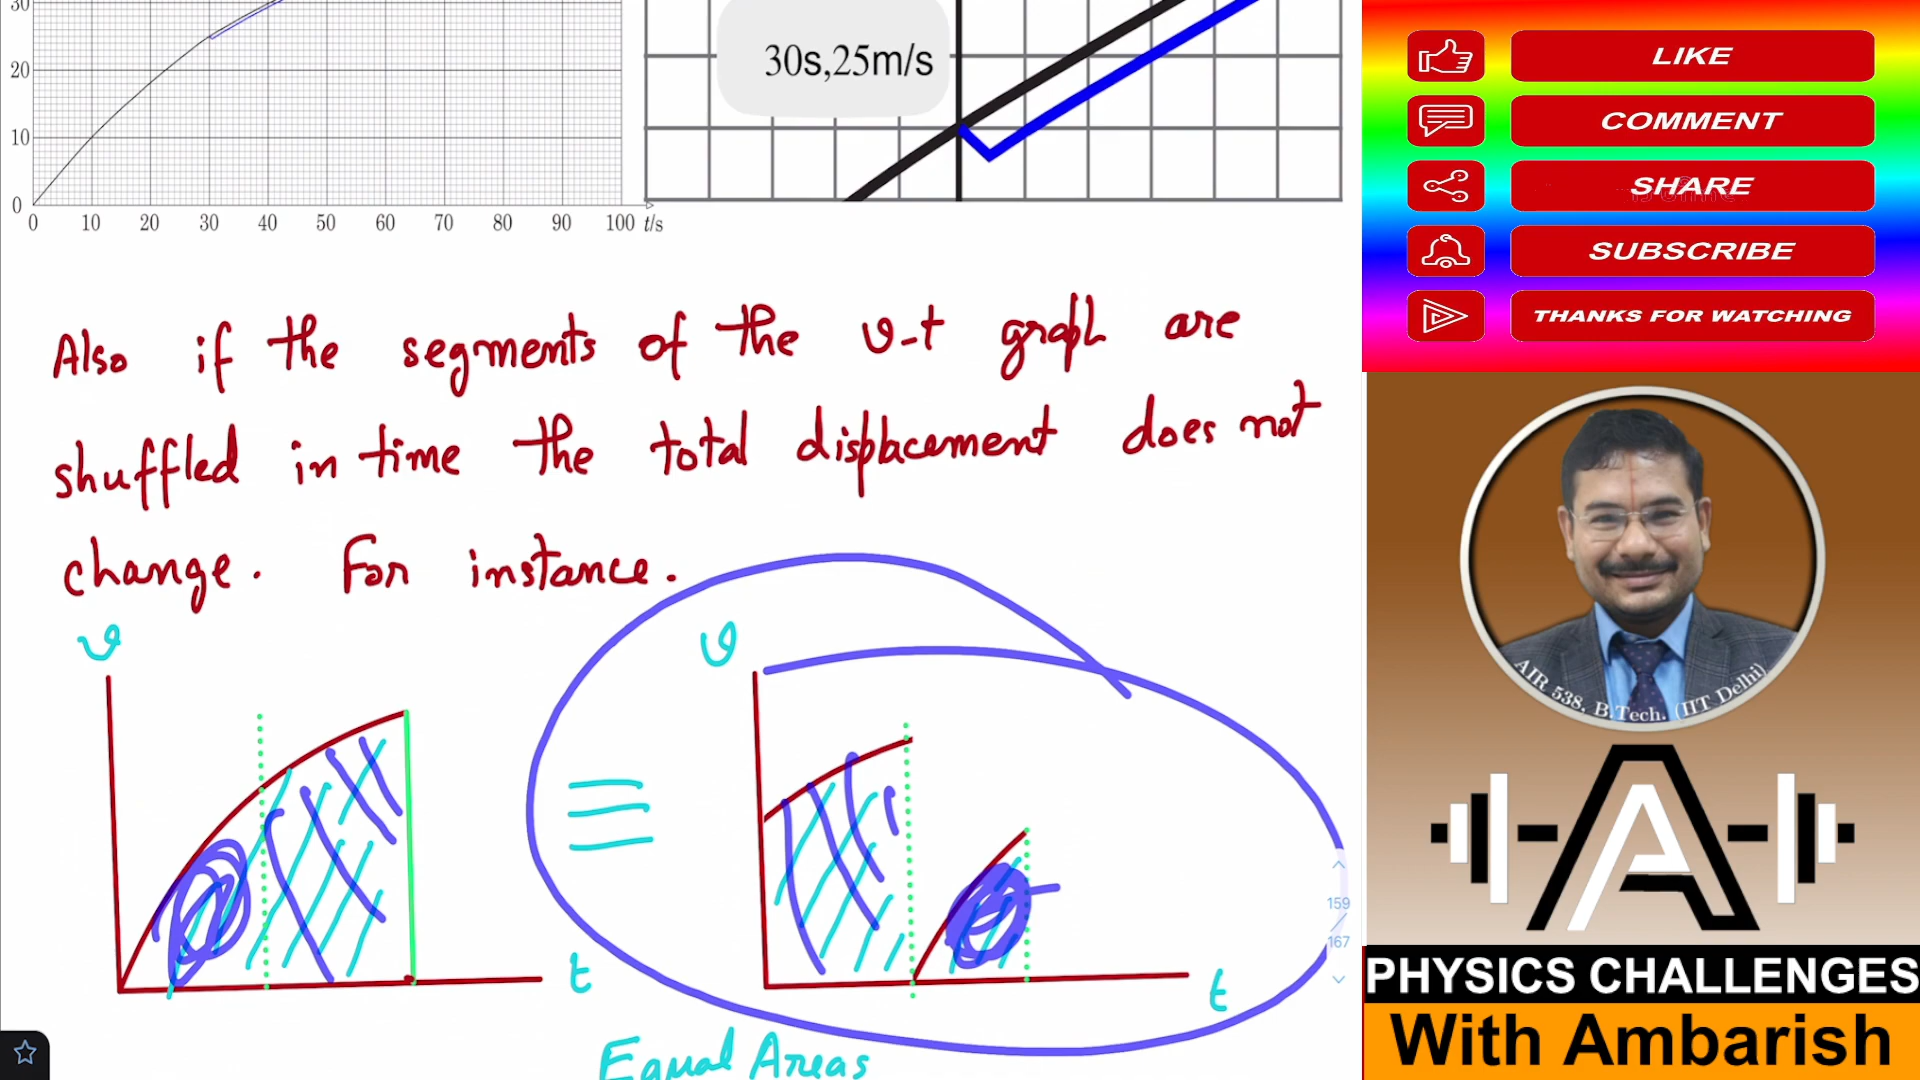 30
20
10
0
0 10 20 30 40 50 60 70 80 90 100 t/s
30s,25m/s
Also if the segments of the v-t graph are
shuffled in time the total displacement does not
change. For instance.
v
t
v
t
Equal Areas
159
167
LIKE
COMMENT
SHARE
SUBSCRIBE
THANKS FOR WATCHING
AIR 538, B.Tech. (IIT Delhi)
A
PHYSICS CHALLENGES
With Ambarish